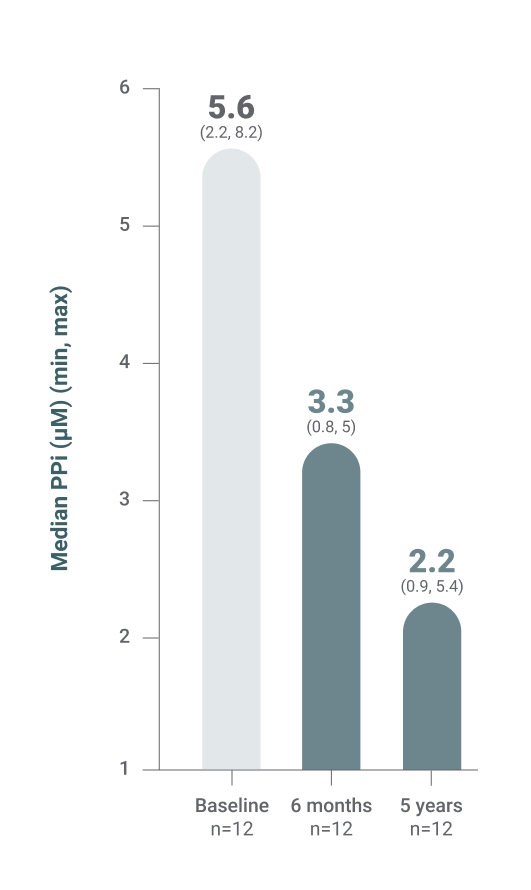 Median PPi (µM) (min, max)
6
5
4
3
2
1
5.6
(2.2, 8.2)
3.3
(0.8, 5)
2.2
(0.9, 5.4)
Baseline
n=12
6 months
n=12
5 years
n=12